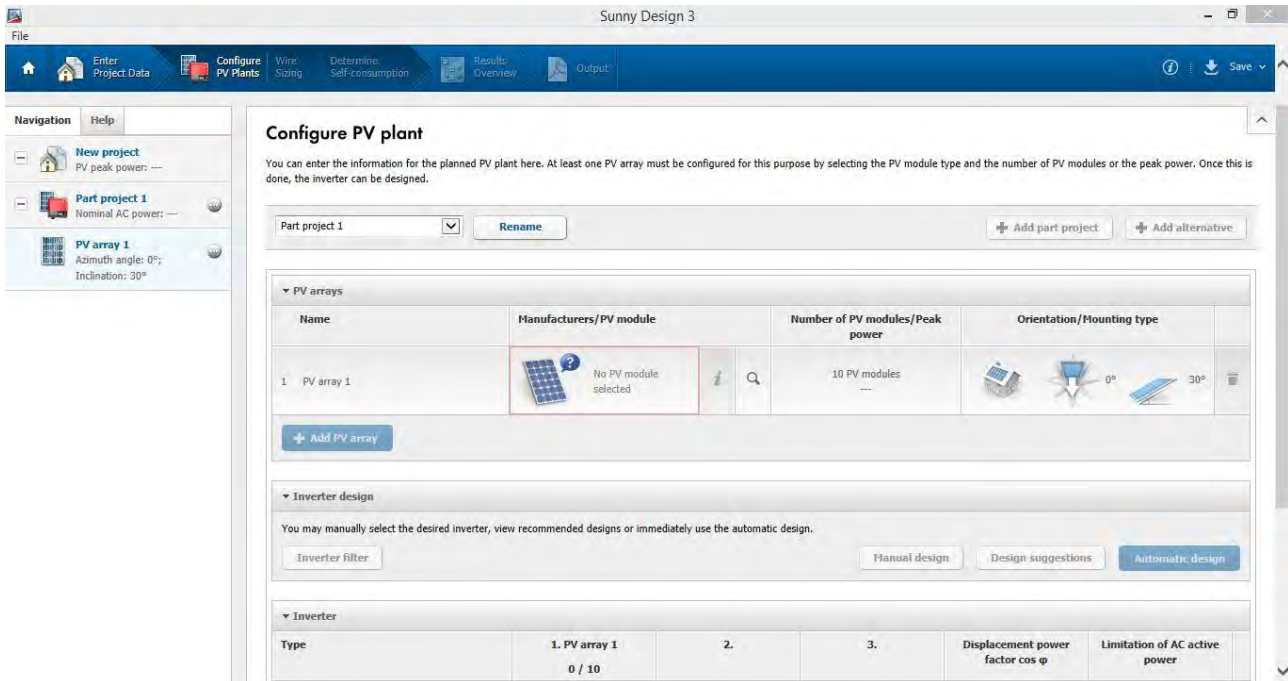 Sunny Design 3
File
Enter Project Data
Configure PV Plants
Wire Sizing
Determine Self-consumption
Results Overview
Output
Save
Navigation
Help
New project
PV peak power: ---
Part project 1
Nominal AC power: ---
PV array 1
Azimuth angle: 0°;
Inclination: 30°
Configure PV plant
You can enter the information for the planned PV plant here. At least one PV array must be configured for this purpose by selecting the PV module type and the number of PV modules or the peak power. Once this is
done, the inverter can be designed.
Part project 1
Rename
+ Add part project
+ Add alternative
PV arrays
Name
Manufacturers/PV module
Number of PV modules/Peak
power
Orientation/Mounting type
1 PV array 1
No PV module
selected
10 PV modules
---
0°
30°
+ Add PV array
Inverter design
You may manually select the desired inverter, view recommended designs or immediately use the automatic design.
Inverter filter
Manual design
Design suggestions
Automatic design
Inverter
Type
1. PV array 1
0 / 10
2.
3.
Displacement power
factor cos φ
Limitation of AC active
power